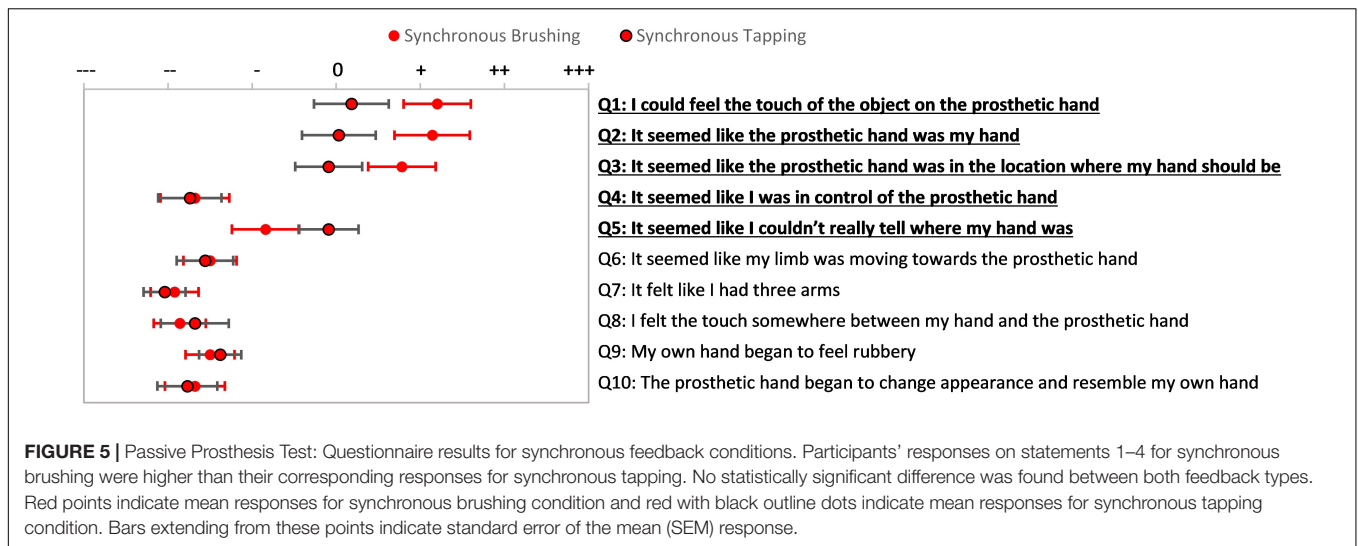 Synchronous Brushing Synchronous Tapping
--- -- - 0 + ++ +++
Q1: I could feel the touch of the object on the prosthetic hand
Q2: It seemed like the prosthetic hand was my hand
Q3: It seemed like the prosthetic hand was in the location where my hand should be
Q4: It seemed like I was in control of the prosthetic hand
Q5: It seemed like I couldn’t really tell where my hand was
Q6: It seemed like my limb was moving towards the prosthetic hand
Q7: It felt like I had three arms
Q8: I felt the touch somewhere between my hand and the prosthetic hand
Q9: My own hand began to feel rubbery
Q10: The prosthetic hand began to change appearance and resemble my own hand
FIGURE 5 | Passive Prosthesis Test: Questionnaire results for synchronous feedback conditions. Participants’ responses on statements 1–4 for synchronous
brushing were higher than their corresponding responses for synchronous tapping. No statistically significant difference was found between both feedback types.
Red points indicate mean responses for synchronous brushing condition and red with black outline dots indicate mean responses for synchronous tapping
condition. Bars extending from these points indicate standard error of the mean (SEM) response.